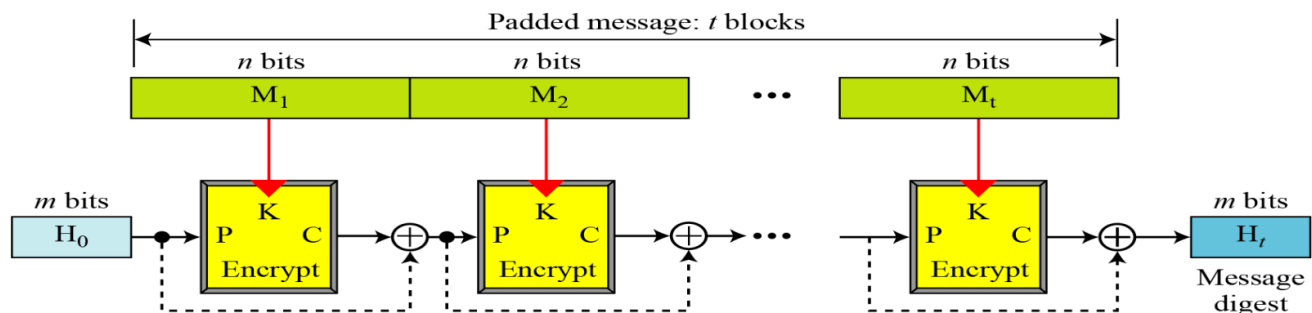 Padded message: t blocks
n bits n bits n bits
M₁ M₂ ••• Mₜ
m bits K K K m bits
H₀ P C + P C + ••• P C + Hₜ
Encrypt Encrypt Encrypt Message
digest